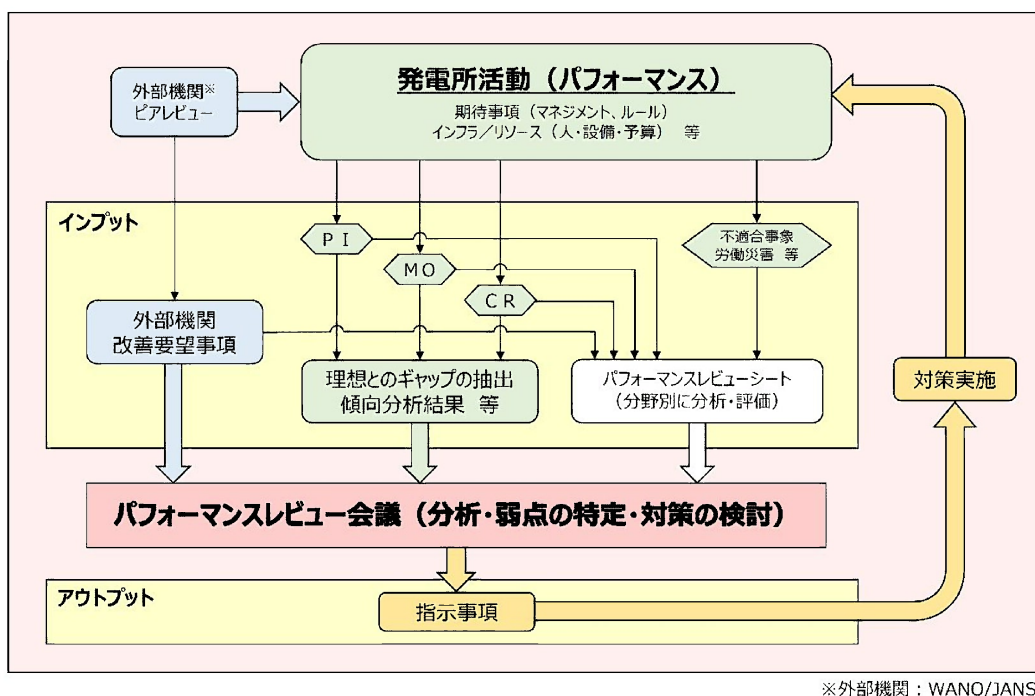 発電所活動（パフォーマンス）
期待事項（マネジメント、ルール）
インフラ／リソース（人・設備・予算）　等
外部機関※
ピアレビュー
インプット
ＰＩ
ＭＯ
ＣＲ
不適合事象
労働災害 等
外部機関
改善要望事項
理想とのギャップの抽出
傾向分析結果 等
パフォーマンスレビューシート
（分野別に分析・評価）
対策実施
パフォーマンスレビュー会議（分析・弱点の特定・対策の検討）
アウトプット
指示事項
※外部機関：WANO/JANS